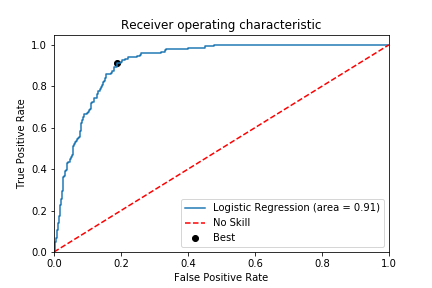 Receiver operating characteristic
1.0
0.8
0.6
0.4
0.2
0.0
True Positive Rate
Logistic Regression (area = 0.91)
No Skill
Best
0.0 0.2 0.4 0.6 0.8 1.0
False Positive Rate